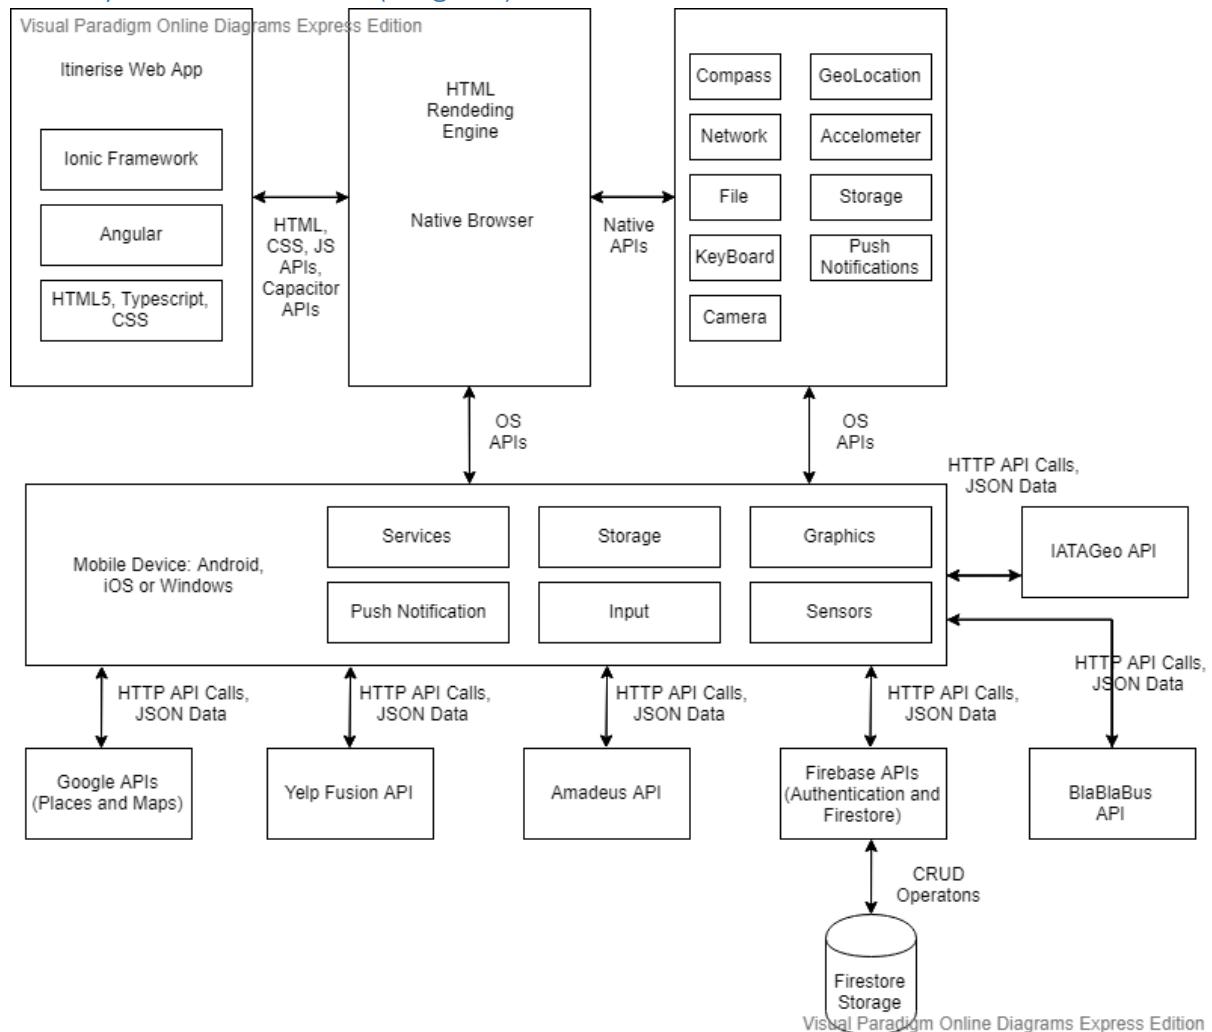 Visual Paradigm Online Diagrams Express Edition
Itinerise Web App
Ionic Framework
Angular
HTML5, Typescript,
CSS
HTML,
CSS, JS
APIs,
Capacitor
APIs
HTML
Rendeding
Engine
Native Browser
Native
APIs
Compass
GeoLocation
Network
Accelometer
File
Storage
KeyBoard
Push
Notifications
Camera
OS
APIs
OS
APIs
HTTP API Calls,
JSON Data
Mobile Device: Android,
iOS or Windows
Services
Storage
Graphics
Push Notification
Input
Sensors
IATAGeo API
HTTP API Calls,
JSON Data
HTTP API Calls,
JSON Data
HTTP API Calls,
JSON Data
HTTP API Calls,
JSON Data
HTTP API Calls,
JSON Data
Google APIs
(Places and Maps)
Yelp Fusion API
Amadeus API
Firebase APIs
(Authentication and
Firestore)
BlaBlaBus
API
CRUD
Operatons
Firestore
Storage
Visual Paradigm Online Diagrams Express Edition